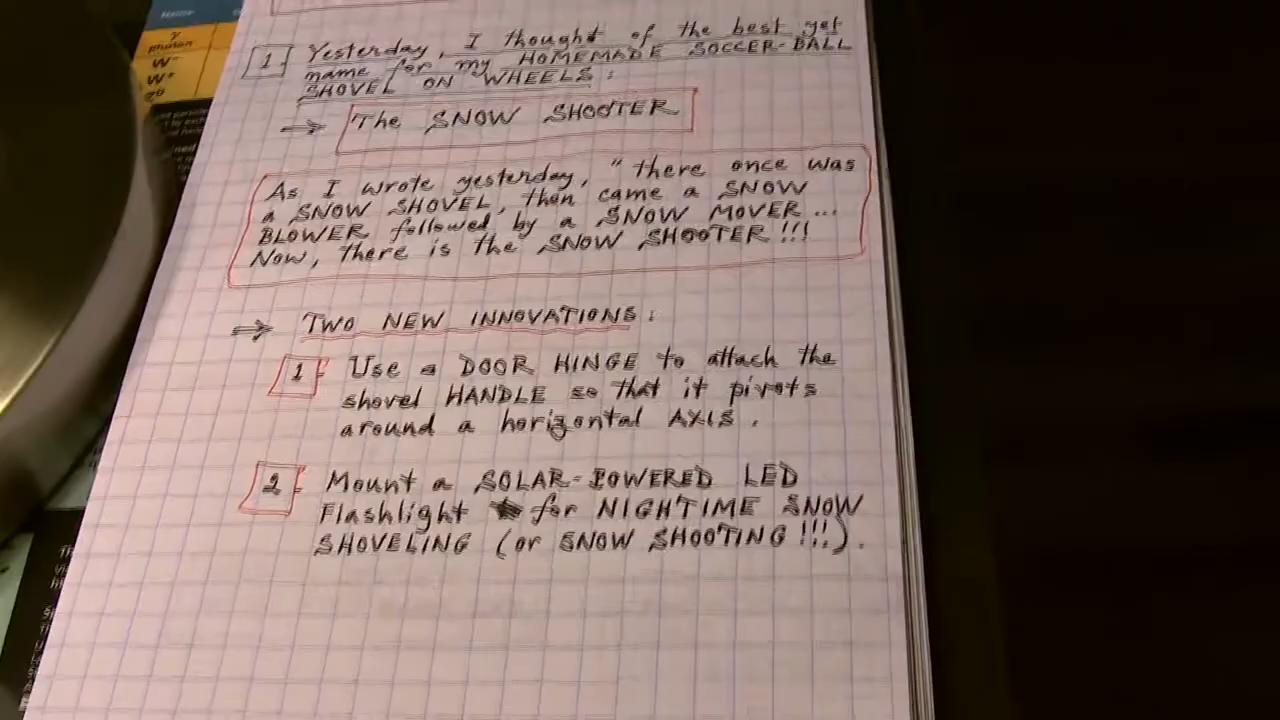 Name
γ
photon
W⁻
W⁺
1. Yesterday, I thought of the best yet
name for my HOMEMADE SOCCER-BALL
SHOVEL ON WHEELS:
⇒ The SNOW SHOOTER
As I wrote yesterday, "there once was
a SNOW SHOVEL, then came a SNOW
BLOWER followed by a SNOW MOVER...
Now, there is the SNOW SHOOTER!!!
⇒ TWO NEW INNOVATIONS:
1 Use a DOOR HINGE to attach the
shovel HANDLE so that it pivots
around a horizontal AXIS.
2 Mount a SOLAR-POWERED LED
Flashlight for NIGHTIME SNOW
SHOVELING (or SNOW SHOOTING!!!).